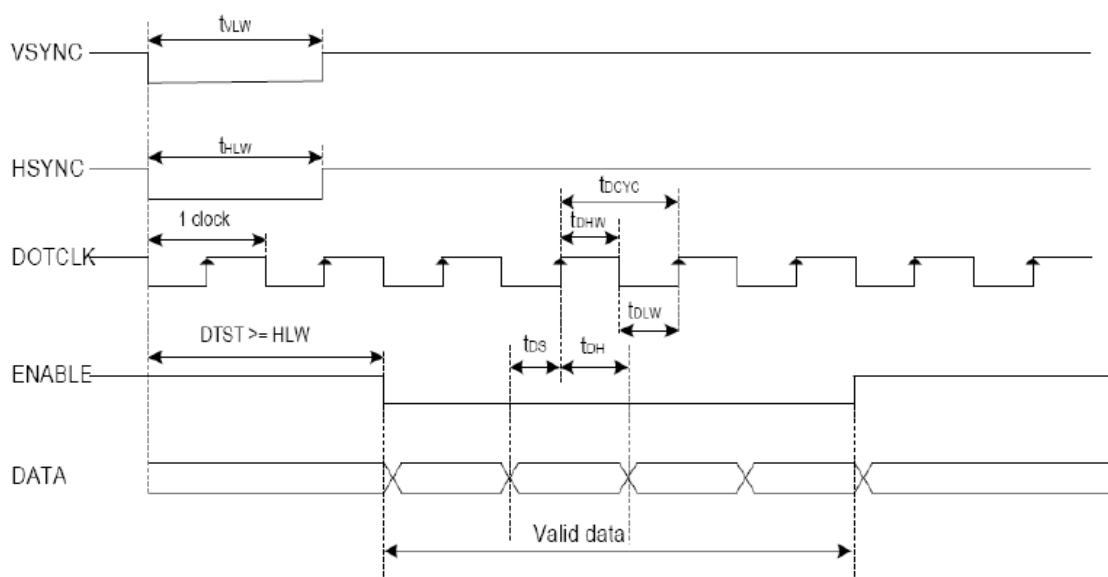 tVLW
VSYNC
tHLW
HSYNC
tDCYC
1 clock
tDHW
DOTCLK
tDLW
DTST >= HLW
tDS
tDH
ENABLE
DATA
Valid data